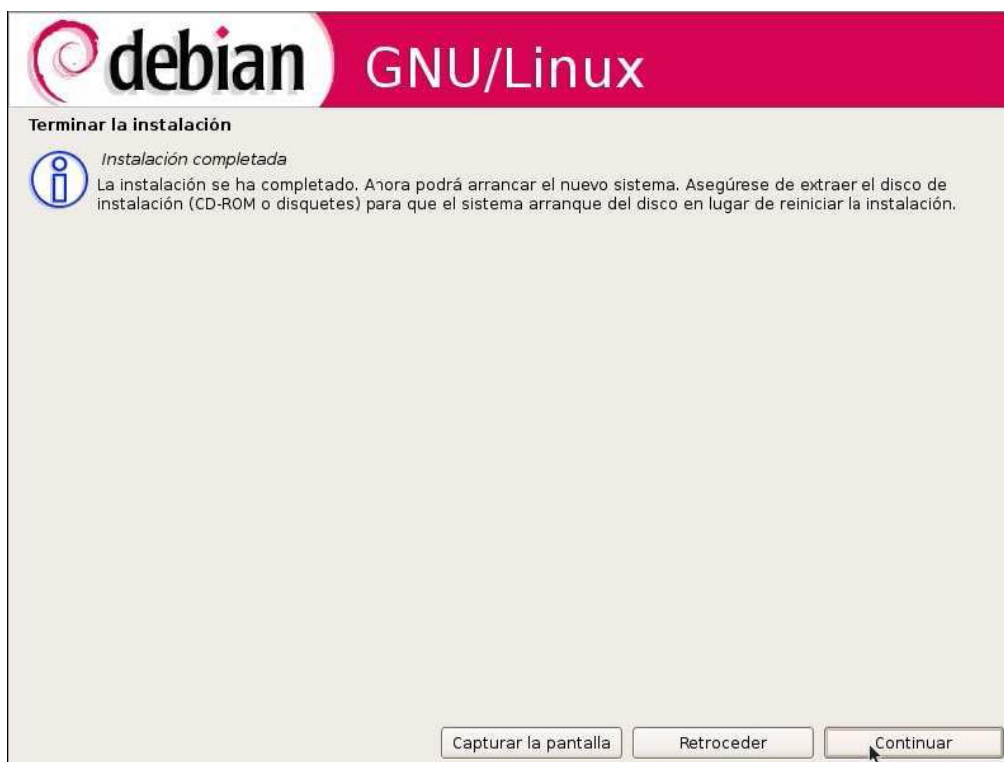 debian GNU/Linux
Terminar la instalación
Instalación completada
La instalación se ha completado. Ahora podrá arrancar el nuevo sistema. Asegúrese de extraer el disco de
instalación (CD-ROM o disquetes) para que el sistema arranque del disco en lugar de reiniciar la instalación.
Capturar la pantalla Retroceder Continuar